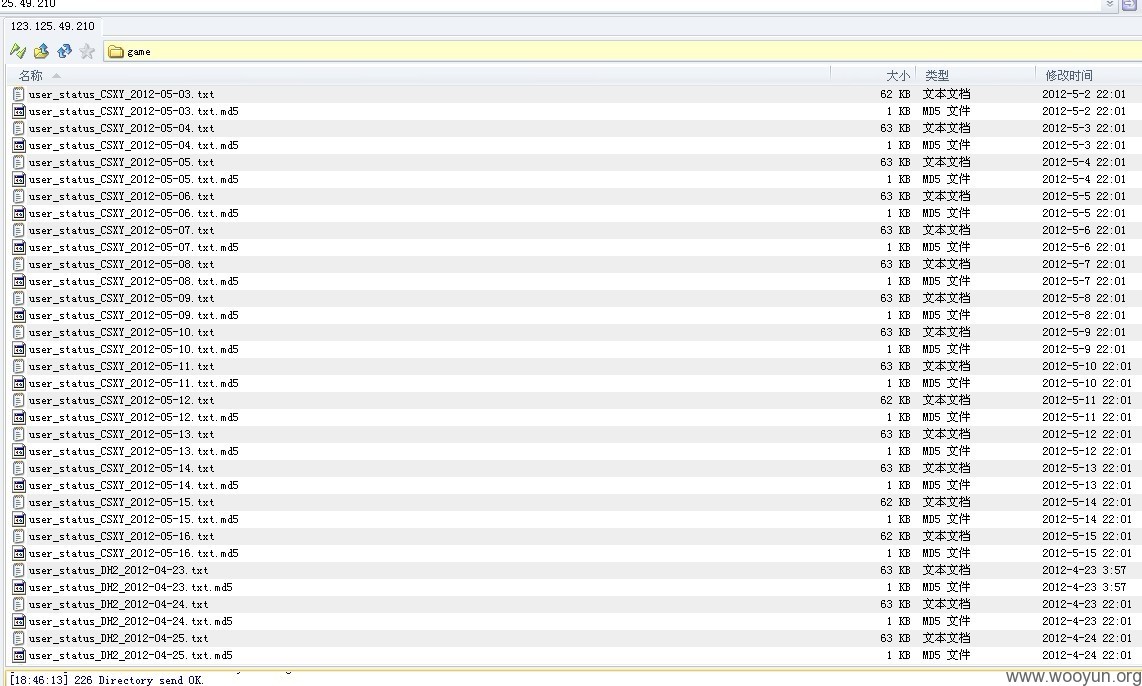 25.49.210
123.125.49.210
game
名称 大小 类型 修改时间
user_status_CSXY_2012-05-03.txt 62 KB 文本文档 2012-5-2 22:01
user_status_CSXY_2012-05-03.txt.md5 1 KB MD5 文件 2012-5-2 22:01
user_status_CSXY_2012-05-04.txt 63 KB 文本文档 2012-5-3 22:01
user_status_CSXY_2012-05-04.txt.md5 1 KB MD5 文件 2012-5-3 22:01
user_status_CSXY_2012-05-05.txt 63 KB 文本文档 2012-5-4 22:01
user_status_CSXY_2012-05-05.txt.md5 1 KB MD5 文件 2012-5-4 22:01
user_status_CSXY_2012-05-06.txt 63 KB 文本文档 2012-5-5 22:01
user_status_CSXY_2012-05-06.txt.md5 1 KB MD5 文件 2012-5-5 22:01
user_status_CSXY_2012-05-07.txt 63 KB 文本文档 2012-5-6 22:01
user_status_CSXY_2012-05-07.txt.md5 1 KB MD5 文件 2012-5-6 22:01
user_status_CSXY_2012-05-08.txt 63 KB 文本文档 2012-5-7 22:01
user_status_CSXY_2012-05-08.txt.md5 1 KB MD5 文件 2012-5-7 22:01
user_status_CSXY_2012-05-09.txt 63 KB 文本文档 2012-5-8 22:01
user_status_CSXY_2012-05-09.txt.md5 1 KB MD5 文件 2012-5-8 22:01
user_status_CSXY_2012-05-10.txt 63 KB 文本文档 2012-5-9 22:01
user_status_CSXY_2012-05-10.txt.md5 1 KB MD5 文件 2012-5-9 22:01
user_status_CSXY_2012-05-11.txt 63 KB 文本文档 2012-5-10 22:01
user_status_CSXY_2012-05-11.txt.md5 1 KB MD5 文件 2012-5-10 22:01
user_status_CSXY_2012-05-12.txt 62 KB 文本文档 2012-5-11 22:01
user_status_CSXY_2012-05-12.txt.md5 1 KB MD5 文件 2012-5-11 22:01
user_status_CSXY_2012-05-13.txt 63 KB 文本文档 2012-5-12 22:01
user_status_CSXY_2012-05-13.txt.md5 1 KB MD5 文件 2012-5-12 22:01
user_status_CSXY_2012-05-14.txt 63 KB 文本文档 2012-5-13 22:01
user_status_CSXY_2012-05-14.txt.md5 1 KB MD5 文件 2012-5-13 22:01
user_status_CSXY_2012-05-15.txt 62 KB 文本文档 2012-5-14 22:01
user_status_CSXY_2012-05-15.txt.md5 1 KB MD5 文件 2012-5-14 22:01
user_status_CSXY_2012-05-16.txt 62 KB 文本文档 2012-5-15 22:01
user_status_CSXY_2012-05-16.txt.md5 1 KB MD5 文件 2012-5-15 22:01
user_status_DH2_2012-04-23.txt 63 KB 文本文档 2012-4-23 3:57
user_status_DH2_2012-04-23.txt.md5 1 KB MD5 文件 2012-4-23 3:57
user_status_DH2_2012-04-24.txt 63 KB 文本文档 2012-4-23 22:01
user_status_DH2_2012-04-24.txt.md5 1 KB MD5 文件 2012-4-23 22:01
user_status_DH2_2012-04-25.txt 63 KB 文本文档 2012-4-24 22:01
user_status_DH2_2012-04-25.txt.md5 1 KB MD5 文件 2012-4-24 22:01
[18:46:13] 226 Directory send OK.
www.wooyun.org